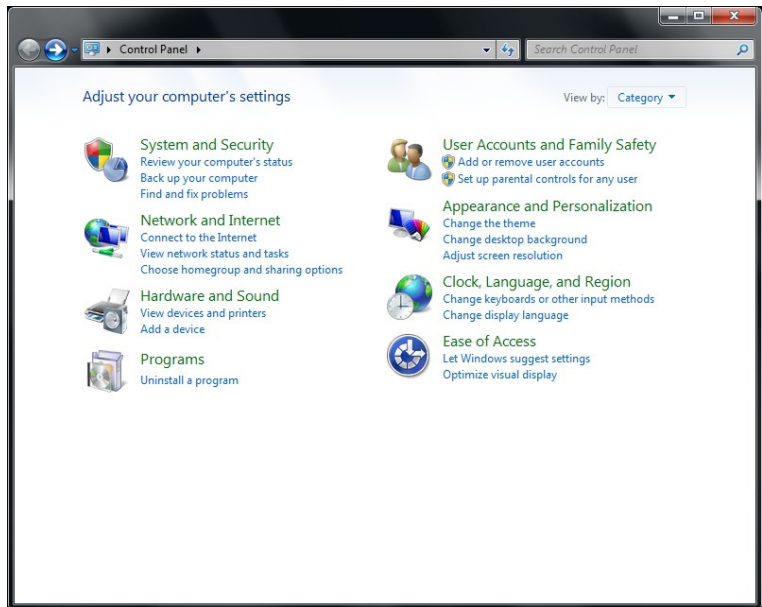 Control Panel
Search Control Panel
Adjust your computer's settings
View by: Category
System and Security
Review your computer's status
Back up your computer
Find and fix problems
Network and Internet
Connect to the Internet
View network status and tasks
Choose homegroup and sharing options
Hardware and Sound
View devices and printers
Add a device
Programs
Uninstall a program
User Accounts and Family Safety
Add or remove user accounts
Set up parental controls for any user
Appearance and Personalization
Change the theme
Change desktop background
Adjust screen resolution
Clock, Language, and Region
Change keyboards or other input methods
Change display language
Ease of Access
Let Windows suggest settings
Optimize visual display